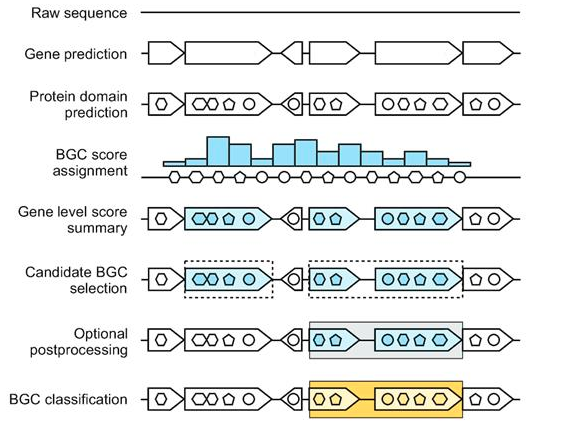 Raw sequence
Gene prediction
Protein domain
prediction
BGC score
assignment
Gene level score
summary
Candidate BGC
selection
Optional
postprocessing
BGC classification